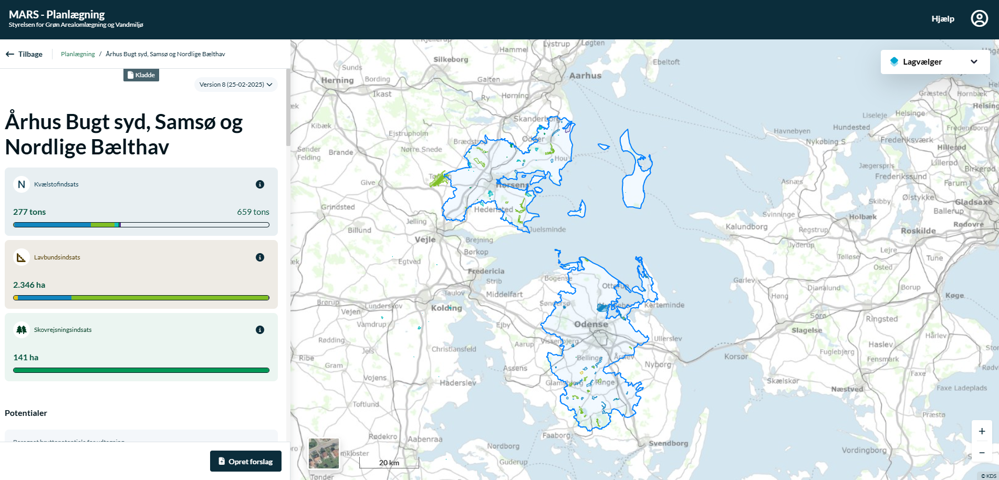 MARS - Planlægning
Styrelsen for Grøn Arealomlægning og Vandmiljø
Hjælp
Tilbage
Planlægning / Århus Bugt syd, Samsø og Nordlige Bælthav
Kladde
Version 8 (25-02-2025)
Århus Bugt syd, Samsø og
Nordlige Bælthav
N Kvælstofindsats
277 tons 659 tons
Lavbundsindsats
2.346 ha
Skovrejsningsindsats
141 ha
Potentialer
Opret forslag
Lagvælger
Hammel
Lystrup
Løgten
Silkeborg
Ebeltoft
Sunds
Herning
Bording
Galten
Aarhus
Ikast
Ry
Hørning
Græsted
Hornbæk
Skanderborg
Liseleje
Helsinge
Kibæk
Ejstrupholm
Havnebyen
Hundested
Fredensborg
Brædstrup
Odder
Nykøbing S
Frederiksværk
Hillerød
Sønder
Felding
Brande
Nørre Snede
Hou
Jægerspris
Lillerød
Birkerød
Frederikssund
Give
Horsens
Asnæs
Farum
Ølstykke
Skibby
Gladsaxe
Grindsted
Hedensted
Svinninge
Holbæk
Ballerup
Jelling
Juelsminde
Kalundborg
Regstrup
Roskilde
Rødovre
Billund
Vejle
Brejning
Jyderup
Lejre
Børkop
Tølløse
Tune
Egtved
Osted
Fredericia
Bogense
Gørlev
Strib
Otterup
Dianalund
Borup
Taulov
Middelfart
Høng
Køge
Brørup
Lunderskov
Kolding
Søndersø
Kerteminde
Vejen
Sorø
Ringsted
Vamdrup
Ejby
Odense
Slagelse
Hårlev
Rødding
Vissenbjerg
Ullerslev
Jels
Christiansfeld
Aarup
Haslev
Fuglebjerg
Ribe
Gram
Bellinge
Årslev
Korsør
Fensmark
Assens
Nyborg
Vojens
Haderslev
Glamsbjerg
Ringe
Skælskør
Faxe
Næstved
Faxe Ladeplads
Toftlund
Præstø
Rødekro
Aabenraa
Faaborg
Nordborg
Svendborg
Vordingborg
Guderup
Tønder
20 km
+
−
© KDS